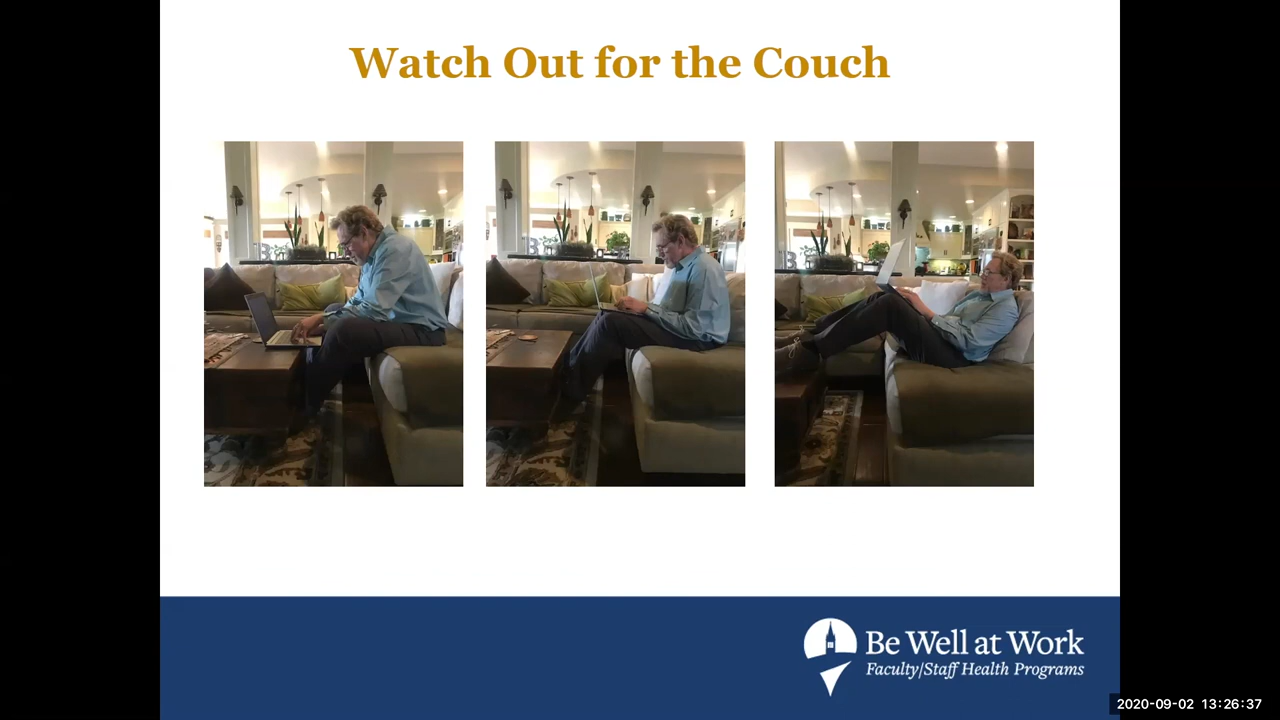 Watch Out for the Couch
Be Well at Work
Faculty/Staff Health Programs
2020-09-02 13:26:37